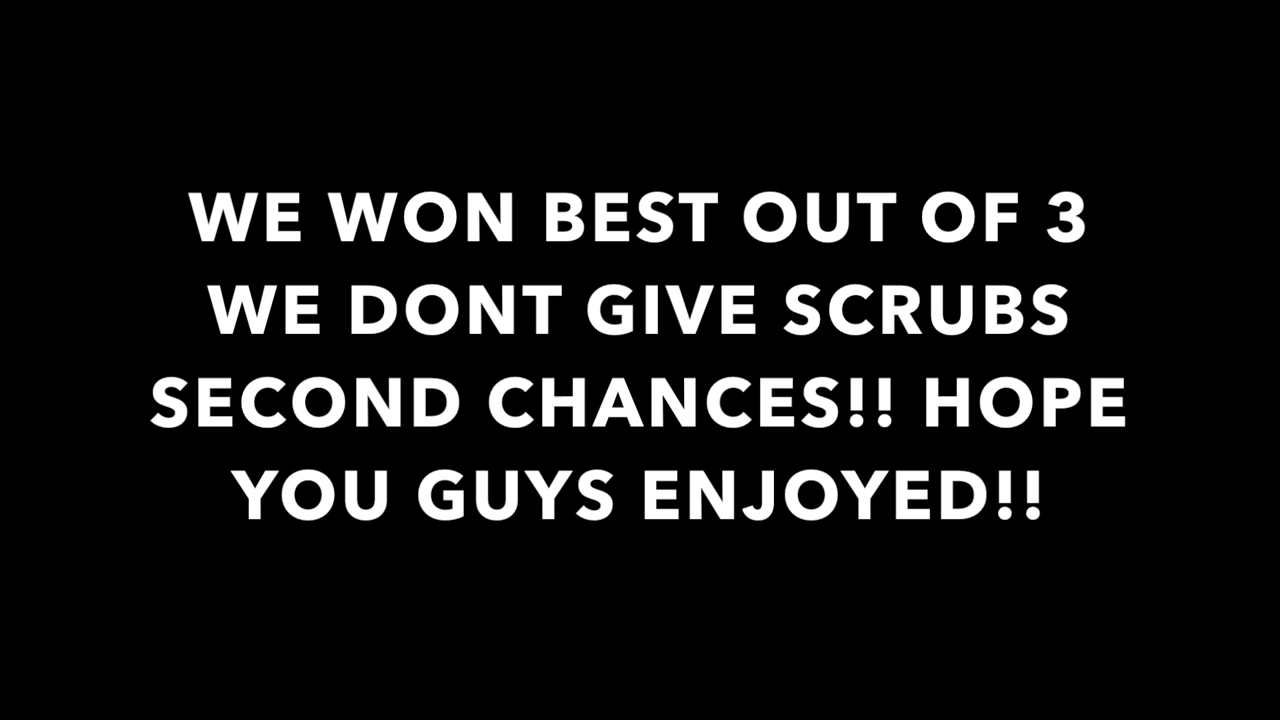 WE WON BEST OUT OF 3
WE DONT GIVE SCRUBS
SECOND CHANCES!! HOPE
YOU GUYS ENJOYED!!